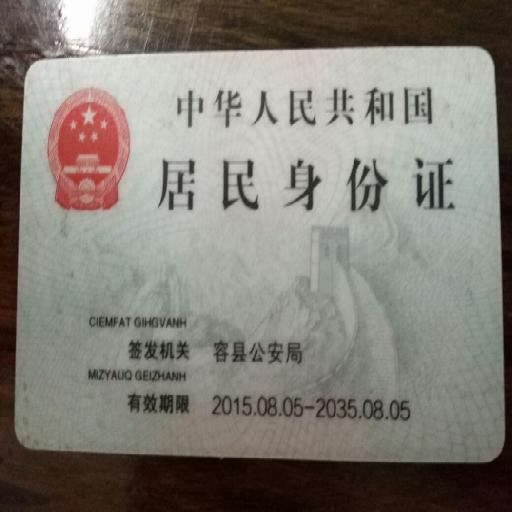 中华人民共和国
居民身份证
CIEMFAT GIHGVANH
签发机关 容县公安局
MIZYAUQ GEIZHANH
有效期限 2015.08.05-2035.08.05